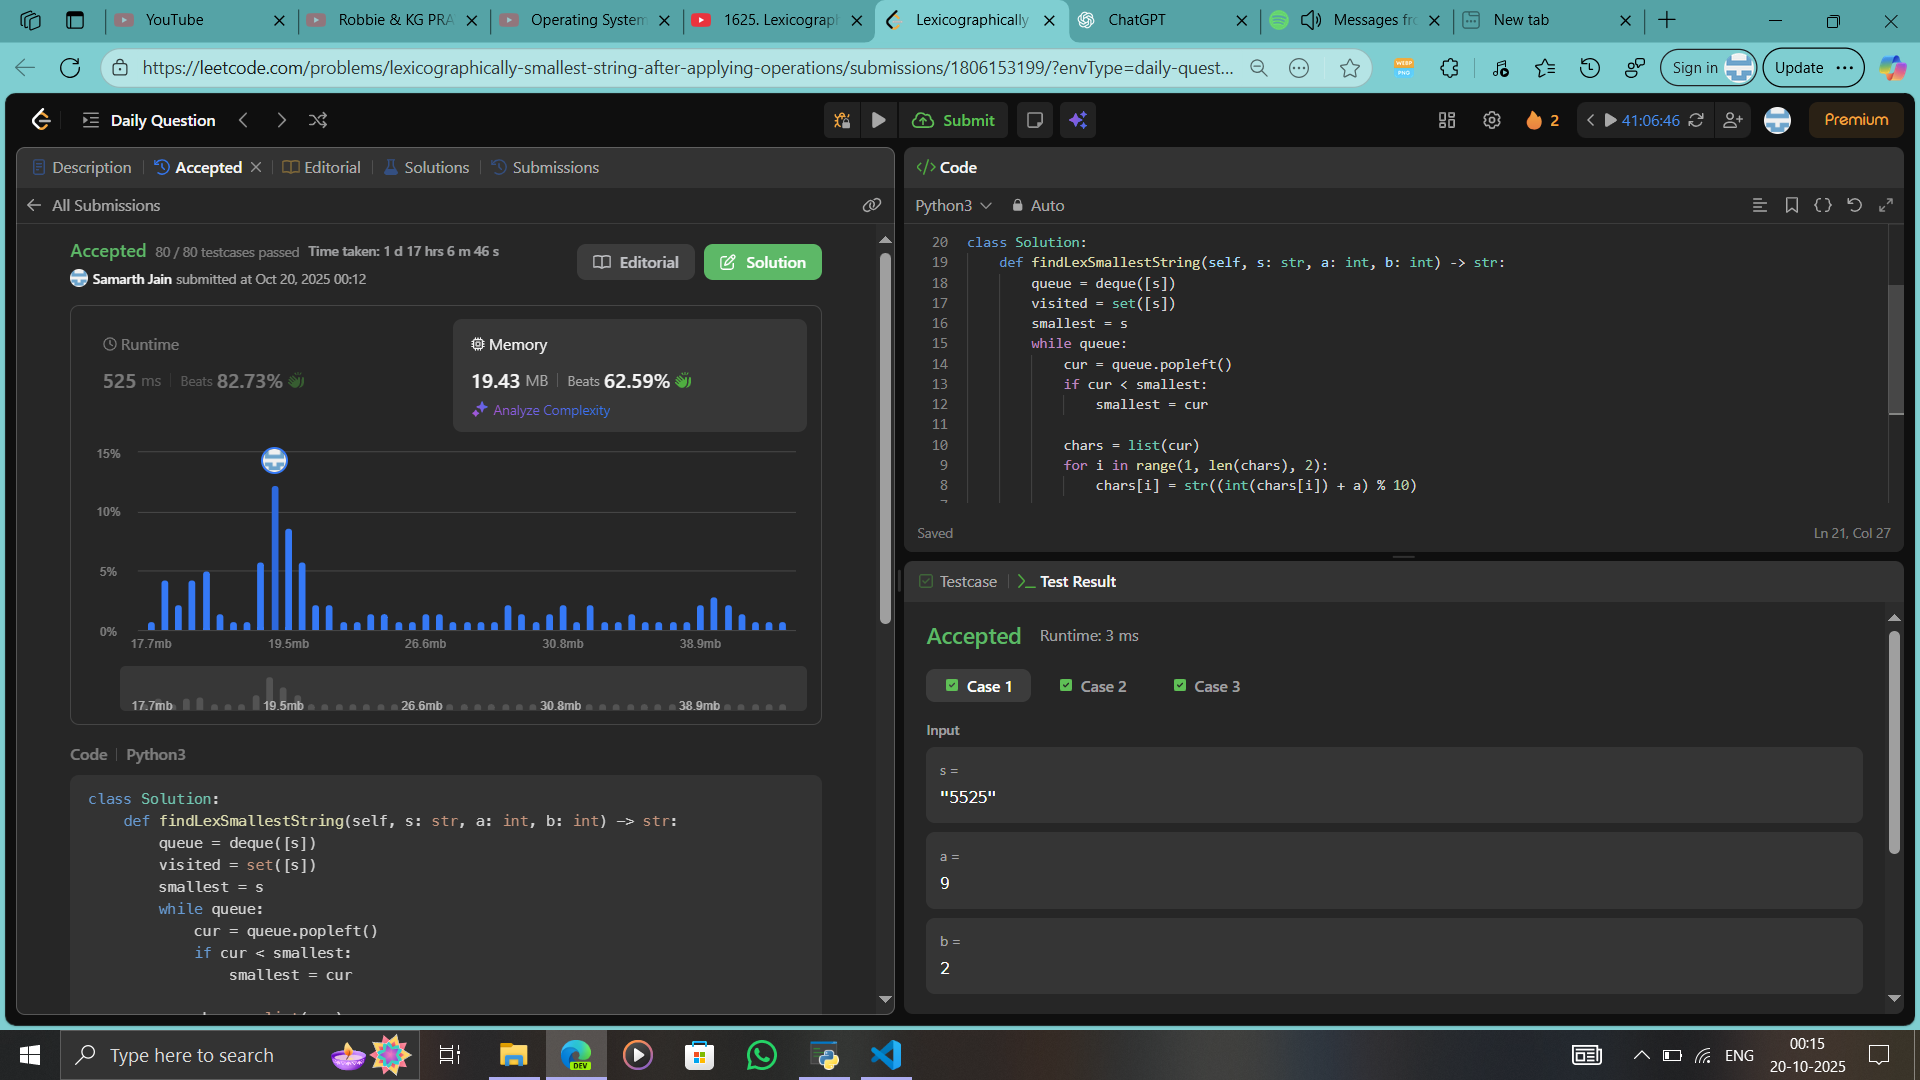 YouTube
Robbie & KG PRA
Operating System
1625. Lexicograph
Lexicographically
ChatGPT
Messages fr
New tab
https://leetcode.com/problems/lexicographically-smallest-string-after-applying-operations/submissions/1806153199/?envType=daily-quest...
WEBP
PNG
Sign in
Update
Daily Question
Submit
2
41:06:46
Premium
Description
Accepted
Editorial
Solutions
Submissions
All Submissions
Accepted 80 / 80 testcases passed Time taken: 1 d 17 hrs 6 m 46 s
Samarth Jain submitted at Oct 20, 2025 00:12
Editorial
Solution
Runtime
525 ms Beats 82.73%
Memory
19.43 MB Beats 62.59%
Analyze Complexity
15%
10%
5%
0%
17.7mb 19.5mb 26.6mb 30.8mb 38.9mb
17.7mb 19.5mb 26.6mb 30.8mb 38.9mb
Code Python3
class Solution:
def findLexSmallestString(self, s: str, a: int, b: int) -> str:
queue = deque([s])
visited = set([s])
smallest = s
while queue:
cur = queue.popleft()
if cur < smallest:
smallest = cur
</> Code
Python3 Auto
20 class Solution:
19 def findLexSmallestString(self, s: str, a: int, b: int) -> str:
18 queue = deque([s])
17 visited = set([s])
16 smallest = s
15 while queue:
14 cur = queue.popleft()
13 if cur < smallest:
12 smallest = cur
11
10 chars = list(cur)
9 for i in range(1, len(chars), 2):
8 chars[i] = str((int(chars[i]) + a) % 10)
Saved
Ln 21, Col 27
Testcase
>_ Test Result
Accepted Runtime: 3 ms
Case 1
Case 2
Case 3
Input
s =
"5525"
a =
9
b =
2
Type here to search
DEV
ENG
00:15
20-10-2025